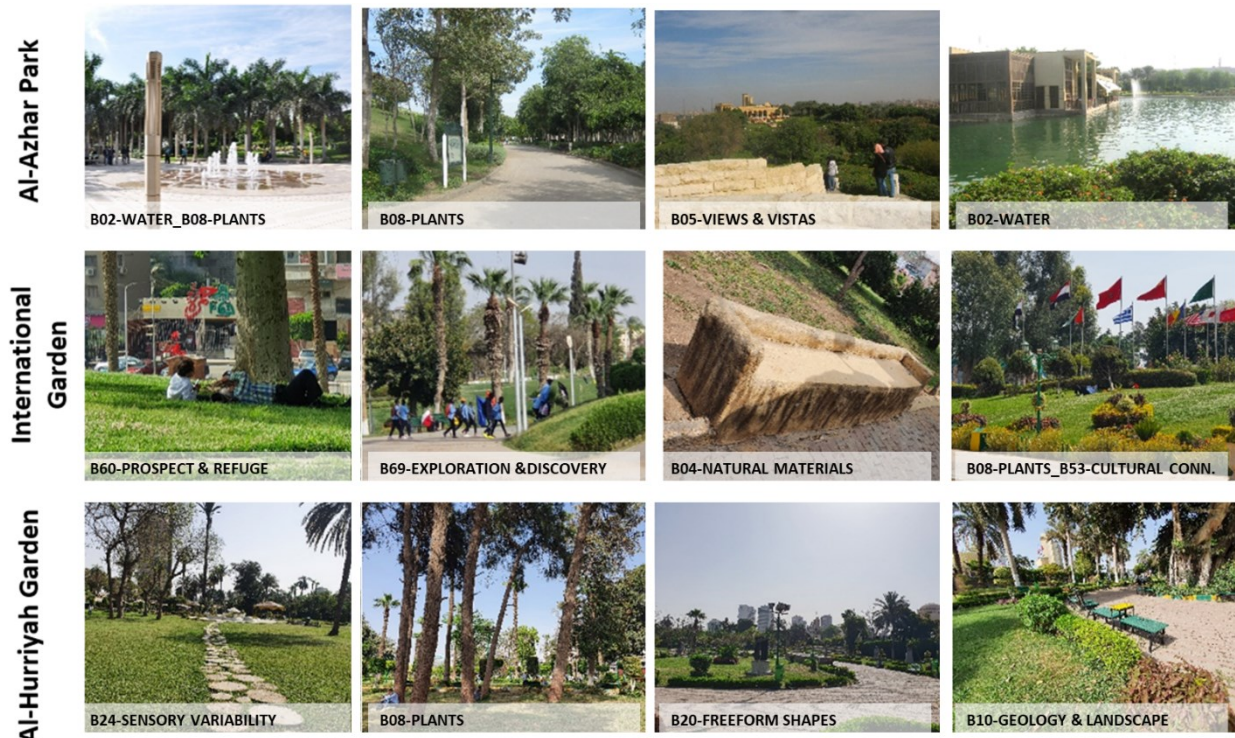 Al-Azhar Park
B02-WATER_B08-PLANTS
B08-PLANTS
B05-VIEWS & VISTAS
B02-WATER
International
Garden
B60-PROSPECT & REFUGE
B69-EXPLORATION &DISCOVERY
B04-NATURAL MATERIALS
B08-PLANTS_B53-CULTURAL CONN.
Al-Hurriyah Garden
B24-SENSORY VARIABILITY
B08-PLANTS
B20-FREEFORM SHAPES
B10-GEOLOGY & LANDSCAPE